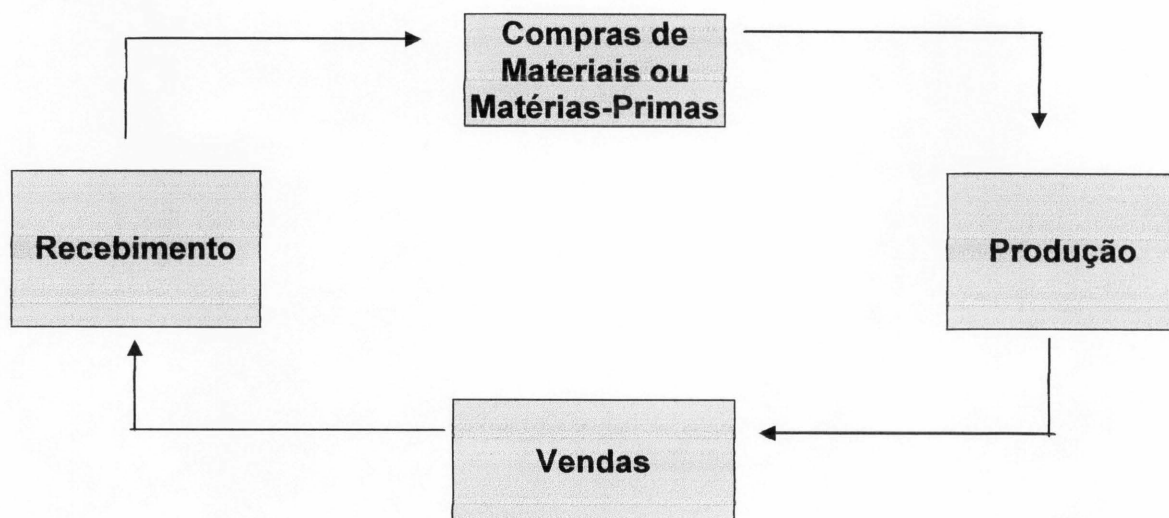 Compras de
Materiais ou
Matérias-Primas
Recebimento
Produção
Vendas